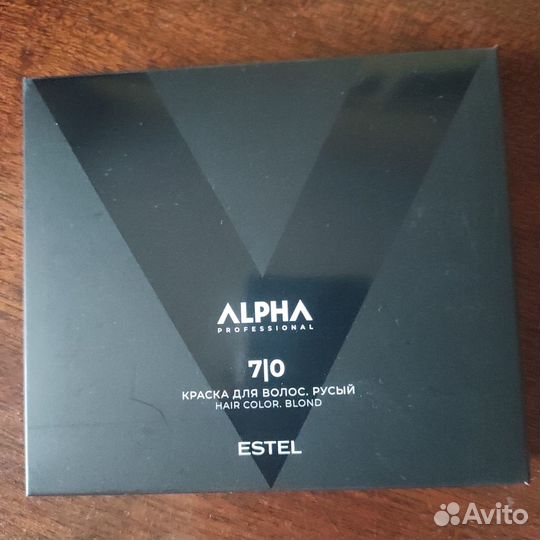 ALPHA
PROFESSIONAL
7|0
КРАСКА ДЛЯ ВОЛОС. РУСЫЙ
HAIR COLOR. BLOND
ESTEL
Avito